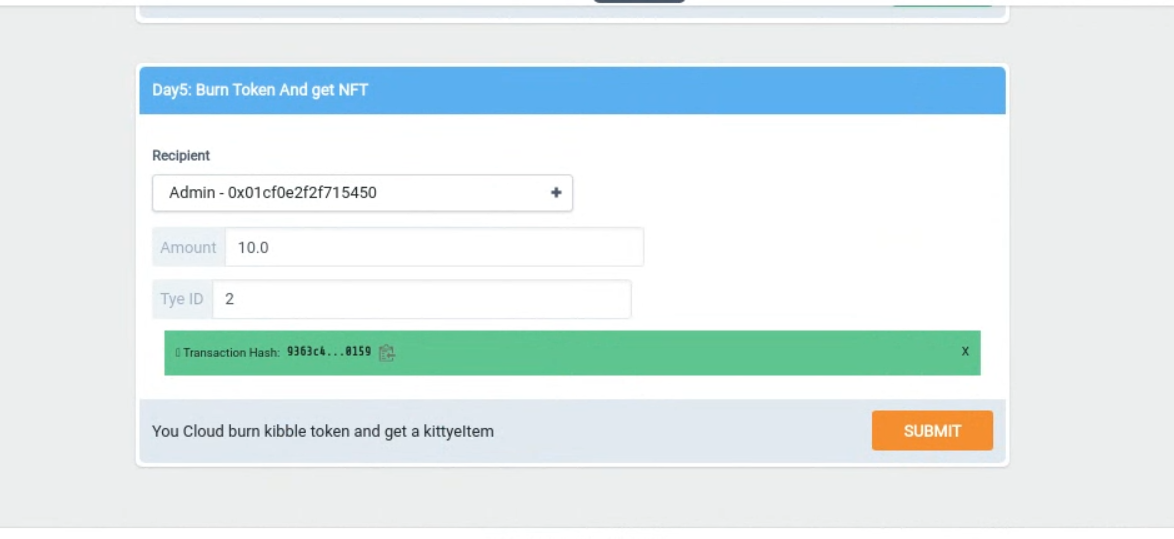 Day5: Burn Token And get NFT
Recipient
Admin - 0x01cf0e2f2f715450
Amount 10.0
Tye ID 2
Transaction Hash: 9363c4...0159
X
You Cloud burn kibble token and get a kittyeItem
SUBMIT